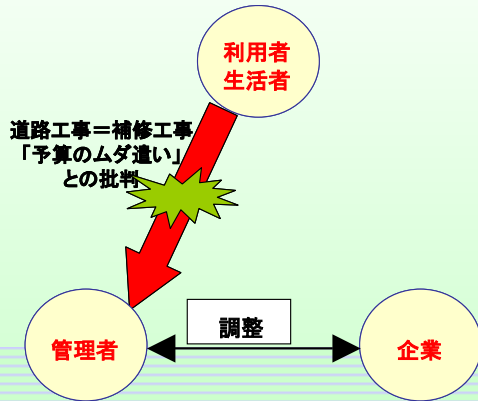 利用者
生活者
道路工事＝補修工事
「予算のムダ遣い」
との批判
調整
管理者
企業